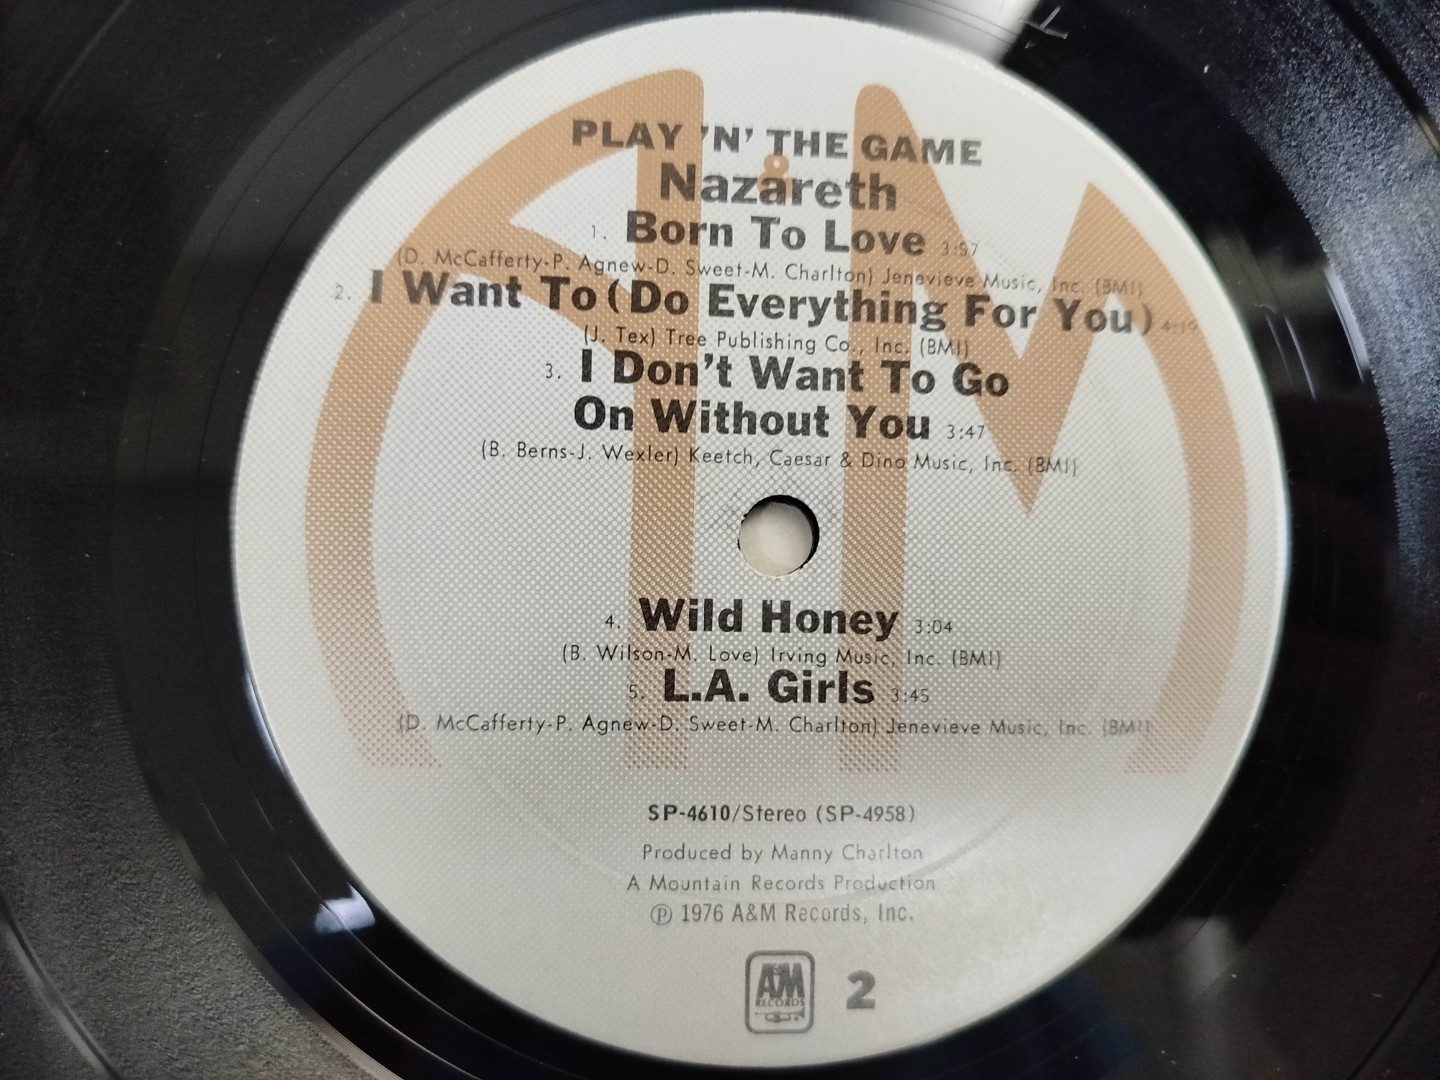 PLAY 'N' THE GAME
&
Nazareth
1. Born To Love 3:57
(D. McCafferty-P. Agnew-D. Sweet-M. Charlton) Jenevieve Music, Inc. (BMI)
2. I Want To (Do Everything For You) 4:19
(J. Tex) Tree Publishing Co., Inc. (BMI)
3. I Don't Want To Go
On Without You 3:47
(B. Berns-J. Wexler) Keetch, Caesar & Dino Music, Inc. (BMI)
4. Wild Honey 3:04
(B. Wilson-M. Love) Irving Music, Inc. (BMI)
5. L.A. Girls 3:45
(D. McCafferty-P. Agnew-D. Sweet-M. Charlton) Jenevieve Music, Inc. (BMI)
AM
SP-4610/Stereo (SP-4958)
Produced by Manny Charlton
A Mountain Records Production
℗ 1976 A&M Records, Inc.
A&M
RECORDS
2